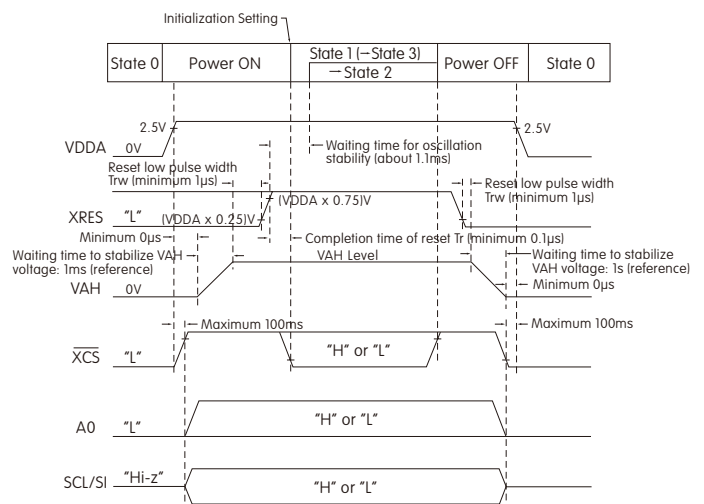 Initialization Setting
State 0
Power ON
State 1 (→State 3)
→State 2
Power OFF
State 0
2.5V
2.5V
VDDA
0V
Waiting time for oscillation
stability (about 1.1ms)
Reset low pulse width
Trw (minimum 1µs)
Reset low pulse width
Trw (minimum 1µs)
(VDDA x 0.75)V
XRES
"L"
(VDDA x 0.25)V
Minimum 0µs
Completion time of reset Tr (minimum 0.1µs)
Waiting time to stabilize VAH
voltage: 1ms (reference)
VAH Level
Waiting time to stabilize
VAH voltage: 1s (reference)
VAH
0V
Minimum 0µs
Maximum 100ms
Maximum 100ms
XCS
"L"
"H" or "L"
A0
"L"
"H" or "L"
SCL/SI
"Hi-z"
"H" or "L"